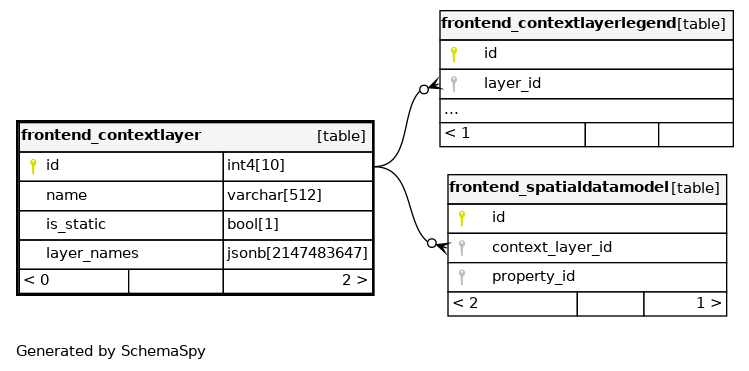 frontend_contextlayerlegend [table]
id
layer_id
...
< 1
frontend_contextlayer [table]
id int4[10]
name varchar[512]
is_static bool[1]
layer_names jsonb[2147483647]
< 0 2 >
frontend_spatialdatamodel [table]
id
context_layer_id
property_id
< 2 1 >
Generated by SchemaSpy